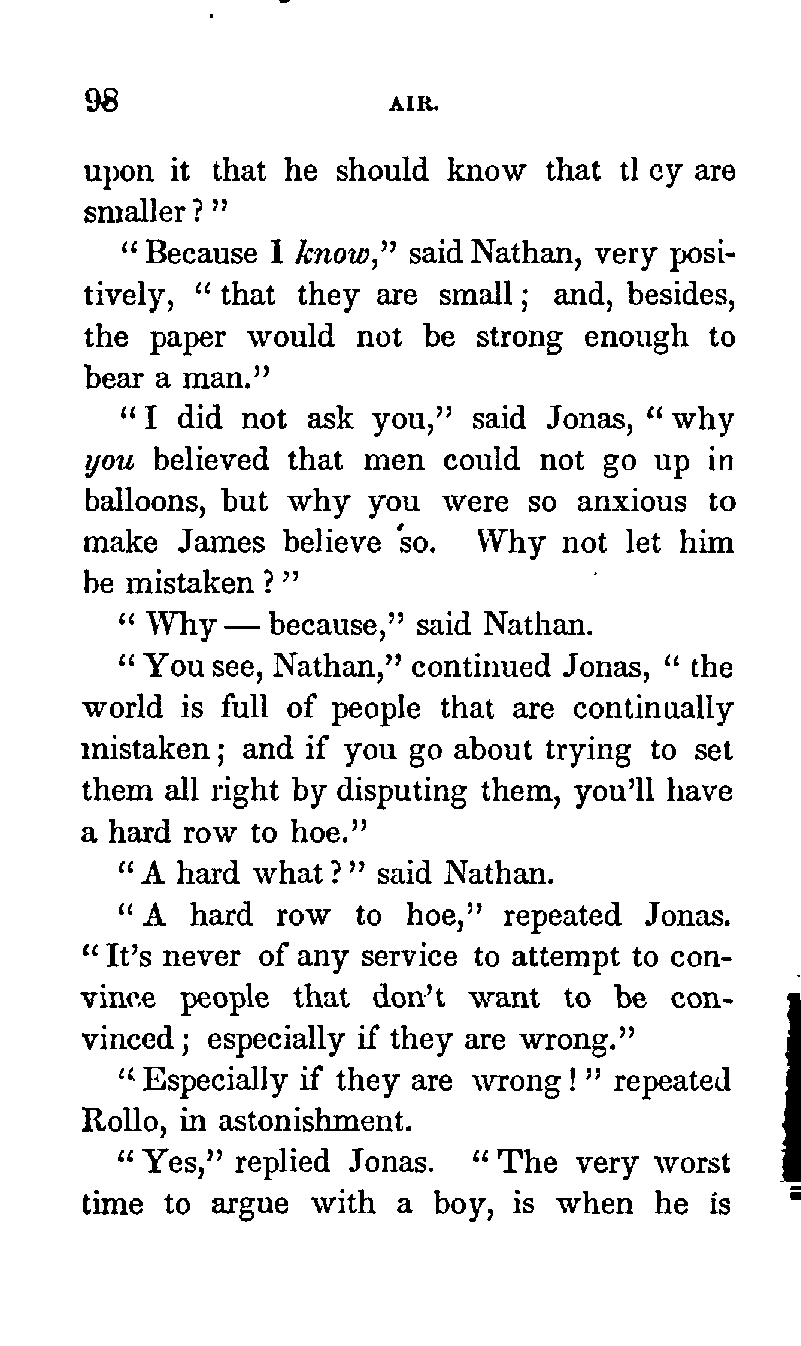 98 AIR.
upon it that he should know that tl ey are
smaller?"
"Because I know," said Nathan, very posi-
tively, "that they are small; and, besides,
the paper would not be strong enough to
bear a man."
"I did not ask you," said Jonas, "why
you believed that men could not go up in
balloons, but why you were so anxious to
make James believe so. Why not let him
be mistaken?"
"Why — because," said Nathan.
"You see, Nathan," continued Jonas, "the
world is full of people that are continually
mistaken; and if you go about trying to set
them all right by disputing them, you'll have
a hard row to hoe."
"A hard what?" said Nathan.
"A hard row to hoe," repeated Jonas.
"It's never of any service to attempt to con-
vince people that don't want to be con-
vinced; especially if they are wrong."
"Especially if they are wrong!" repeated
Rollo, in astonishment.
"Yes," replied Jonas. "The very worst
time to argue with a boy, is when he is